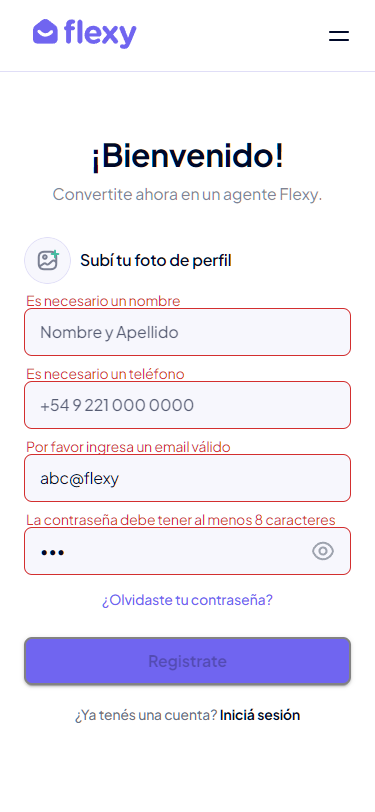 flexy
¡Bienvenido!
Convertite ahora en un agente Flexy.
Subí tu foto de perfil
Es necesario un nombre
Nombre y Apellido
Es necesario un teléfono
+54 9 221 000 0000
Por favor ingresa un email válido
abc@flexy
La contraseña debe tener al menos 8 caracteres
•••
¿Olvidaste tu contraseña?
Registrate
¿Ya tenés una cuenta? Iniciá sesión